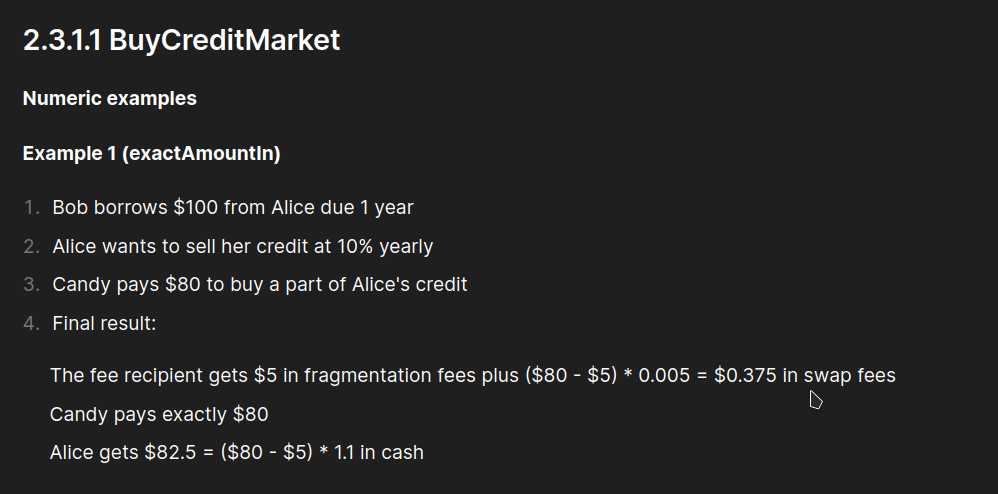 2.3.1.1 BuyCreditMarket
Numeric examples
Example 1 (exactAmountIn)
1. Bob borrows $100 from Alice due 1 year
2. Alice wants to sell her credit at 10% yearly
3. Candy pays $80 to buy a part of Alice's credit
4. Final result:
The fee recipient gets $5 in fragmentation fees plus ($80 - $5) * 0.005 = $0.375 in swap fees
Candy pays exactly $80
Alice gets $82.5 = ($80 - $5) * 1.1 in cash